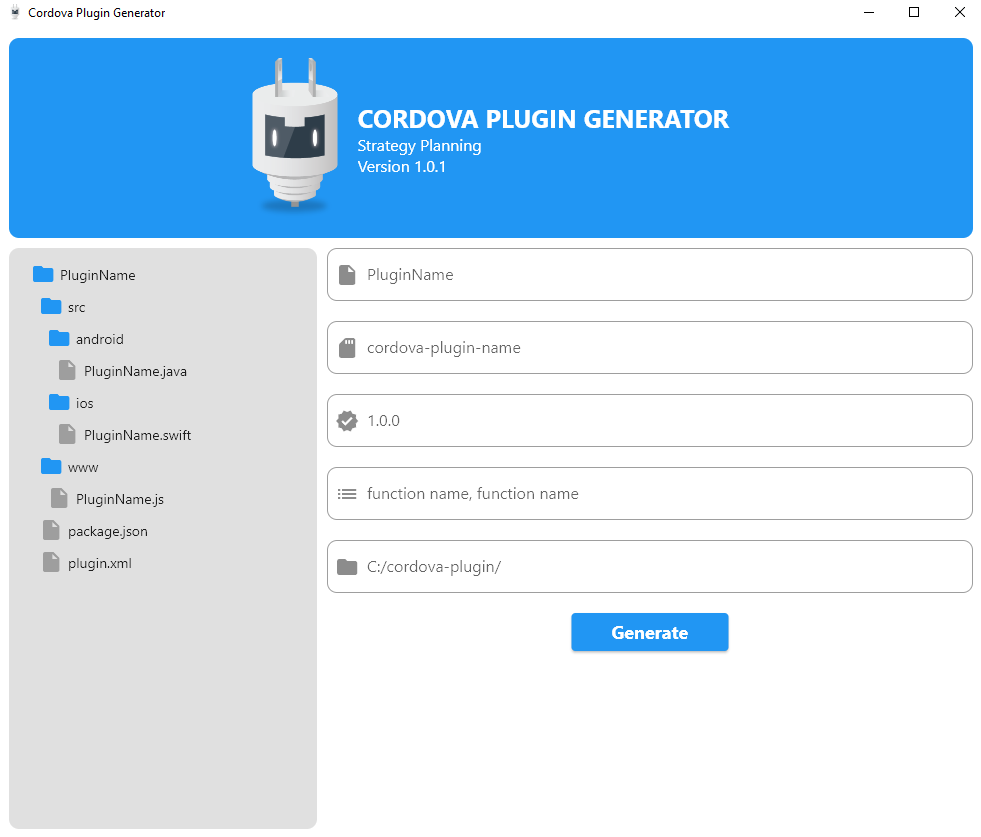 Cordova Plugin Generator
CORDOVA PLUGIN GENERATOR
Strategy Planning
Version 1.0.1
PluginName
src
android
PluginName.java
ios
PluginName.swift
www
PluginName.js
package.json
plugin.xml
PluginName
cordova-plugin-name
1.0.0
function name, function name
C:/cordova-plugin/
Generate